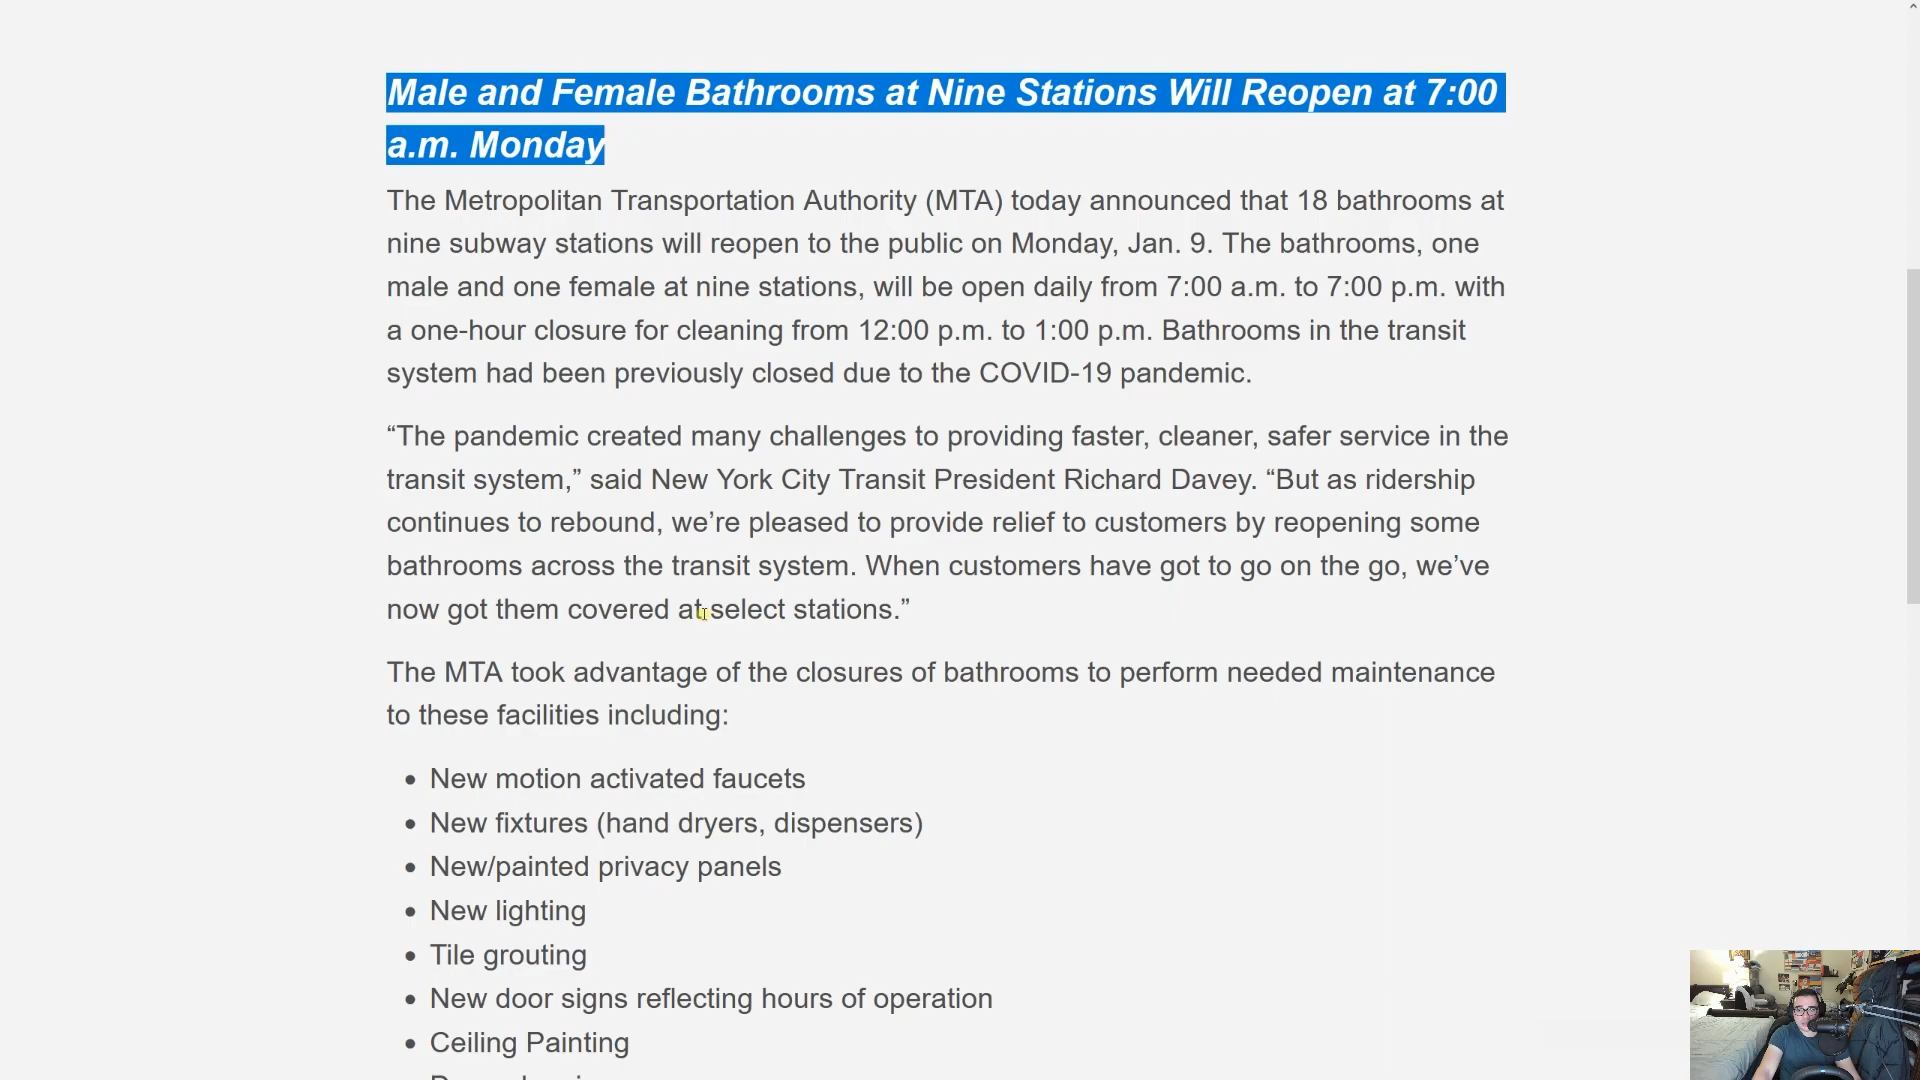 Male and Female Bathrooms at Nine Stations Will Reopen at 7:00
a.m. Monday
The Metropolitan Transportation Authority (MTA) today announced that 18 bathrooms at
nine subway stations will reopen to the public on Monday, Jan. 9. The bathrooms, one
male and one female at nine stations, will be open daily from 7:00 a.m. to 7:00 p.m. with
a one-hour closure for cleaning from 12:00 p.m. to 1:00 p.m. Bathrooms in the transit
system had been previously closed due to the COVID-19 pandemic.
“The pandemic created many challenges to providing faster, cleaner, safer service in the
transit system,” said New York City Transit President Richard Davey. “But as ridership
continues to rebound, we’re pleased to provide relief to customers by reopening some
bathrooms across the transit system. When customers have got to go on the go, we’ve
now got them covered at select stations.”
The MTA took advantage of the closures of bathrooms to perform needed maintenance
to these facilities including:
• New motion activated faucets
• New fixtures (hand dryers, dispensers)
• New/painted privacy panels
• New lighting
• Tile grouting
• New door signs reflecting hours of operation
• Ceiling Painting